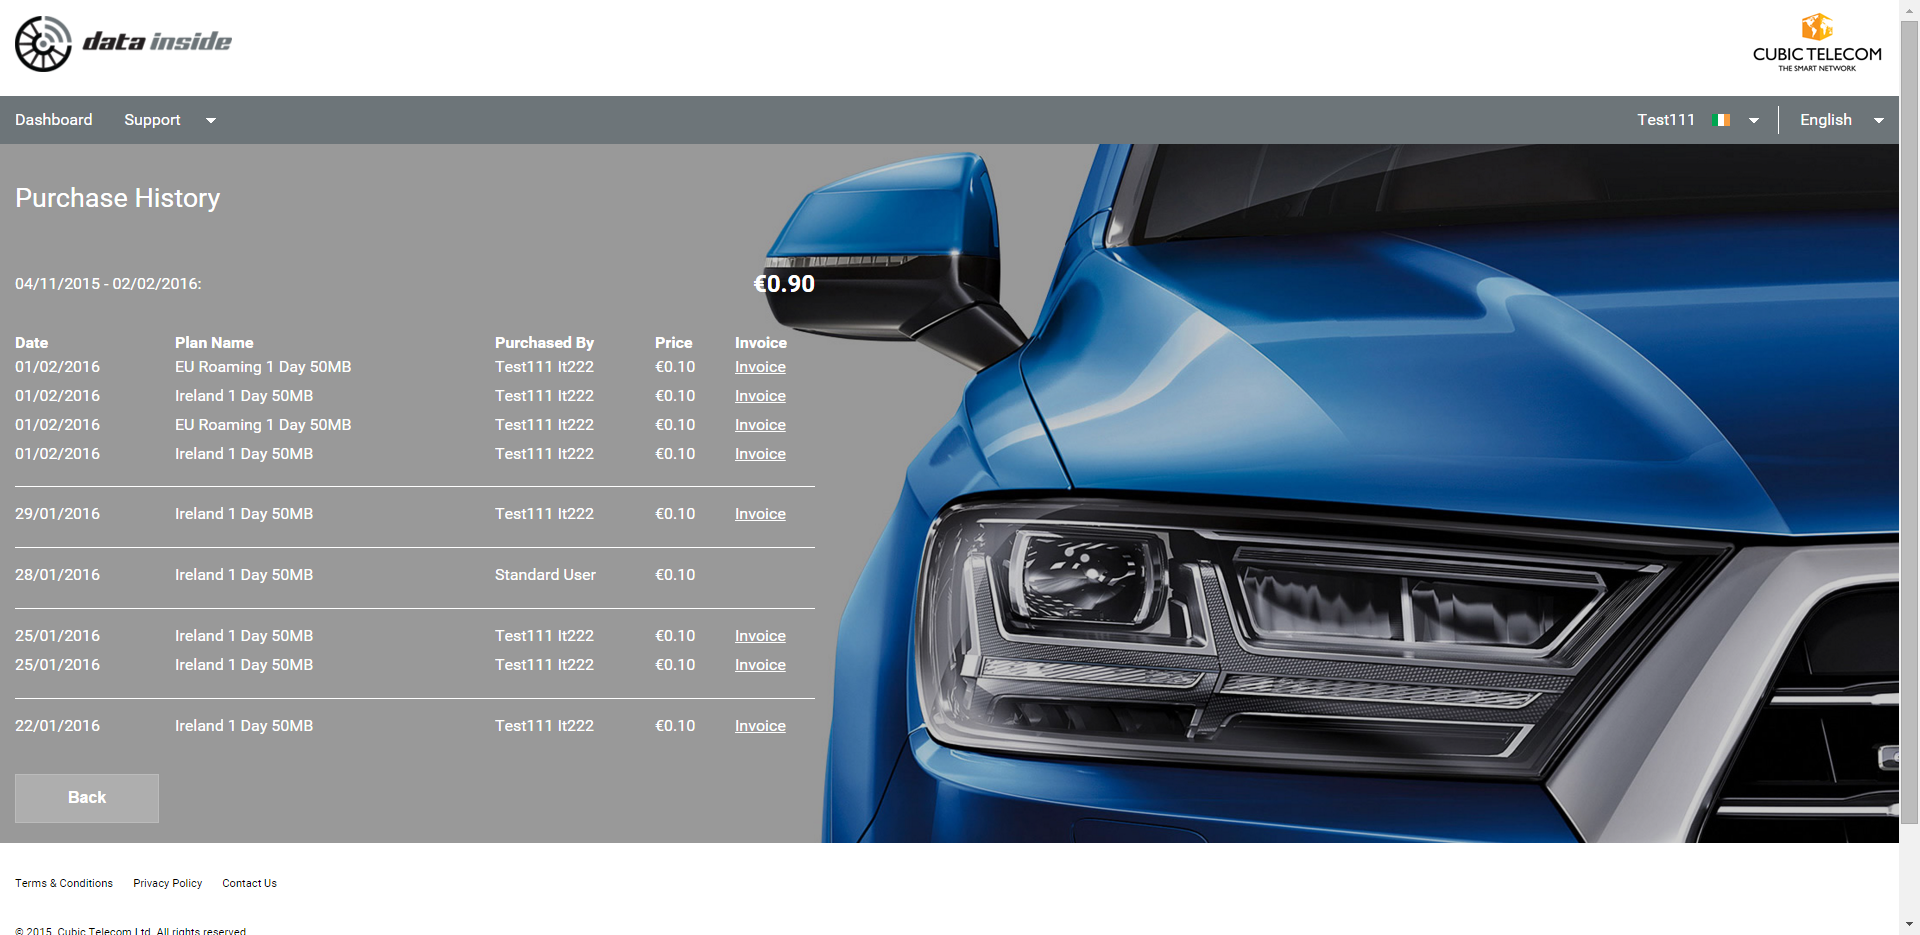 data inside
CUBIC TELECOM
THE SMART NETWORK
Dashboard Support Test111 English
Purchase History
04/11/2015 - 02/02/2016: €0.90
Date Plan Name Purchased By Price Invoice
01/02/2016 EU Roaming 1 Day 50MB Test111 lt222 €0.10 Invoice
01/02/2016 Ireland 1 Day 50MB Test111 lt222 €0.10 Invoice
01/02/2016 EU Roaming 1 Day 50MB Test111 lt222 €0.10 Invoice
01/02/2016 Ireland 1 Day 50MB Test111 lt222 €0.10 Invoice
29/01/2016 Ireland 1 Day 50MB Test111 lt222 €0.10 Invoice
28/01/2016 Ireland 1 Day 50MB Standard User €0.10
25/01/2016 Ireland 1 Day 50MB Test111 lt222 €0.10 Invoice
25/01/2016 Ireland 1 Day 50MB Test111 lt222 €0.10 Invoice
22/01/2016 Ireland 1 Day 50MB Test111 lt222 €0.10 Invoice
Back
Terms & Conditions Privacy Policy Contact Us
© 2015, Cubic Telecom Ltd. All rights reserved